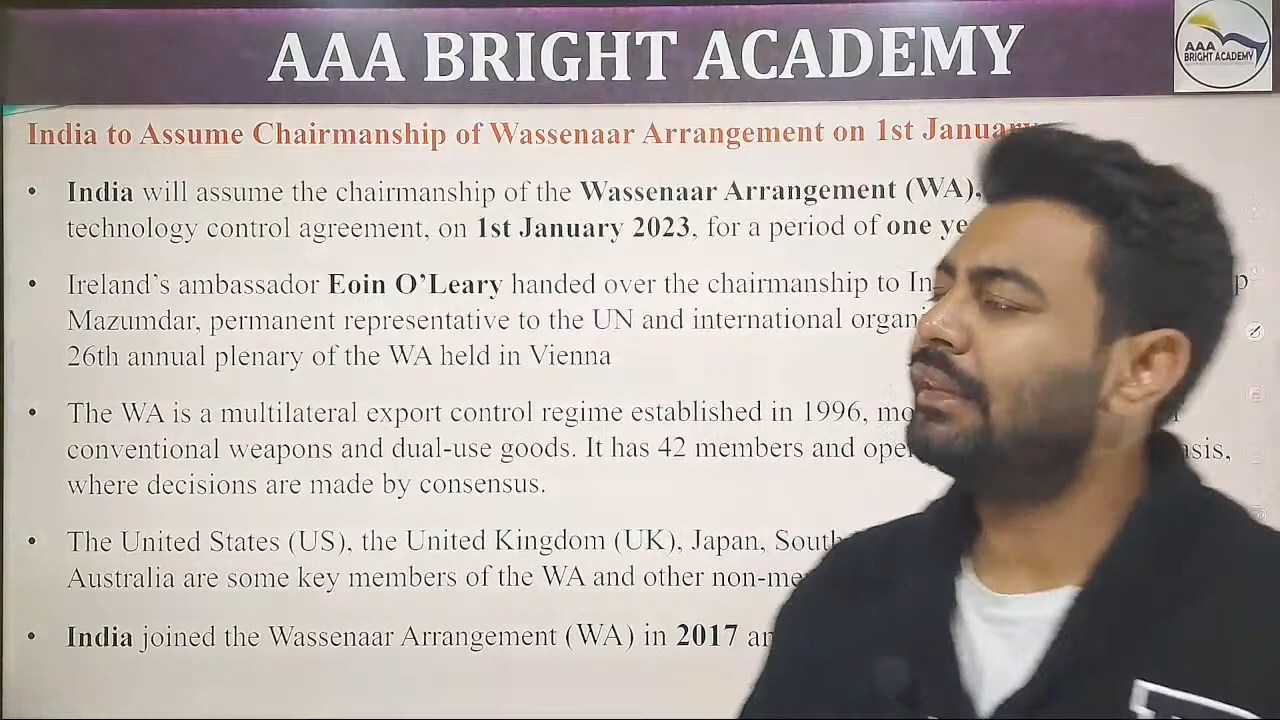 AAA BRIGHT ACADEMY
AAA
BRIGHT ACADEMY
India to Assume Chairmanship of Wassenaar Arrangement on 1st January
• India will assume the chairmanship of the Wassenaar Arrangement (WA),
technology control agreement, on 1st January 2023, for a period of one ye
• Ireland's ambassador Eoin O'Leary handed over the chairmanship to In p
Mazumdar, permanent representative to the UN and international organi
26th annual plenary of the WA held in Vienna
• The WA is a multilateral export control regime established in 1996, mo
conventional weapons and dual-use goods. It has 42 members and ope asis,
where decisions are made by consensus.
• The United States (US), the United Kingdom (UK), Japan, South
Australia are some key members of the WA and other non-me
• India joined the Wassenaar Arrangement (WA) in 2017 an